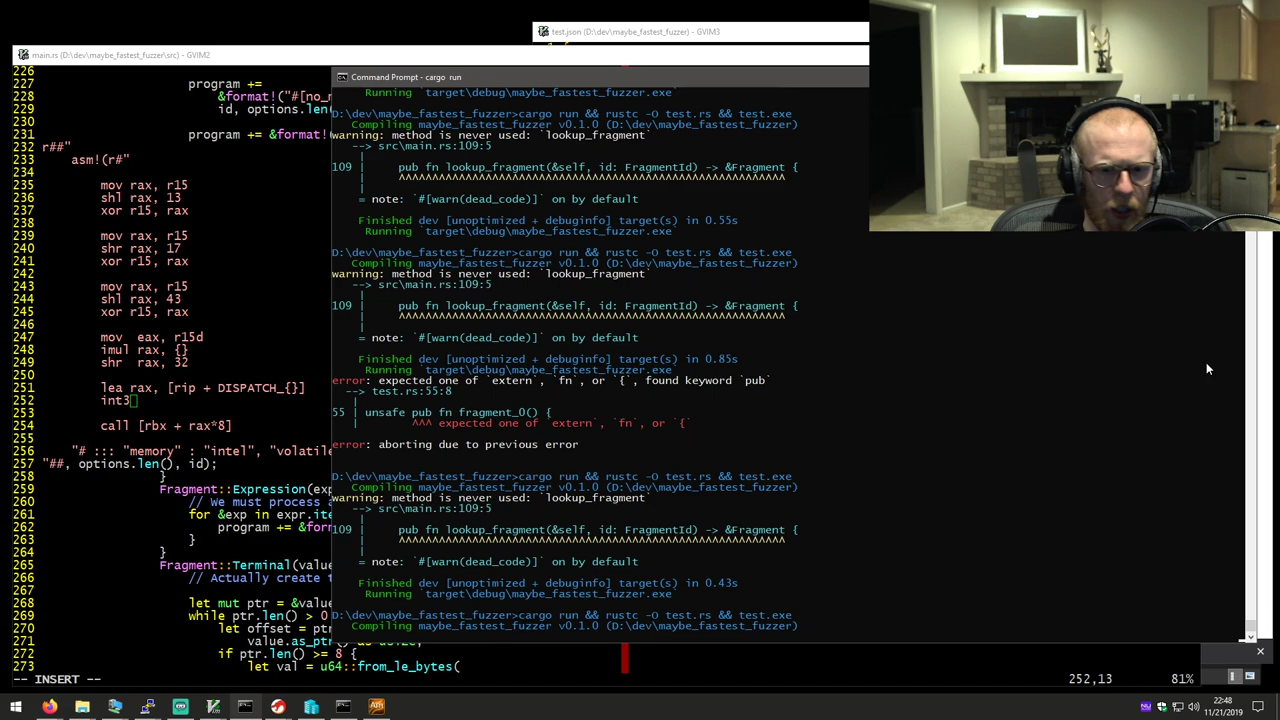 test.json (D:\dev\maybe_fastest_fuzzer) - GVIM3
main.rs (D:\dev\maybe_fastest_fuzzer\src) - GVIM2
226
227 program +=
228 &format!("#[no_m
229 id, options.len(
230
231 program += &format!(
232 r##"
233 asm!(r#"
234
235 mov rax, r15
236 shl rax, 13
237 xor r15, rax
238
239 mov rax, r15
240 shr rax, 17
241 xor r15, rax
242
243 mov rax, r15
244 shl rax, 43
245 xor r15, rax
246
247 mov eax, r15d
248 imul rax, {}
249 shr rax, 32
250
251 lea rax, [rip + DISPATCH_{}]
252 int3
253
254 call [rbx + rax*8]
255
256 "# ::: "memory" : "intel", "volati
257 "##, options.len(), id);
258 }
259 Fragment::Expression(exp
260 // We must process a
261 for &exp in expr.ite
262 program += &form
263 }
264 }
265 Fragment::Terminal(value
266 // Actually create t
267
268 let mut ptr = &value
269 while ptr.len() > 0
270 let offset = ptr
271 value.as_ptr() as usize;
272 if ptr.len() >= 8 {
273 let val = u64::from_le_bytes(
-- INSERT --
252,13
81%
Command Prompt - cargo run
Running `target\debug\maybe_fastest_fuzzer.exe`
D:\dev\maybe_fastest_fuzzer>cargo run && rustc -O test.rs && test.exe
Compiling maybe_fastest_fuzzer v0.1.0 (D:\dev\maybe_fastest_fuzzer)
warning: method is never used: `lookup_fragment`
--> src\main.rs:109:5
|
109 | pub fn lookup_fragment(&self, id: FragmentId) -> &Fragment {
| ^^^^^^^^^^^^^^^^^^^^^^^^^^^^^^^^^^^^^^^^^^^^^^^^^^^^^^^^^^
|
= note: `#[warn(dead_code)]` on by default
Finished dev [unoptimized + debuginfo] target(s) in 0.55s
Running `target\debug\maybe_fastest_fuzzer.exe`
D:\dev\maybe_fastest_fuzzer>cargo run && rustc -O test.rs && test.exe
Compiling maybe_fastest_fuzzer v0.1.0 (D:\dev\maybe_fastest_fuzzer)
warning: method is never used: `lookup_fragment`
--> src\main.rs:109:5
|
109 | pub fn lookup_fragment(&self, id: FragmentId) -> &Fragment {
| ^^^^^^^^^^^^^^^^^^^^^^^^^^^^^^^^^^^^^^^^^^^^^^^^^^^^^^^^^^
|
= note: `#[warn(dead_code)]` on by default
Finished dev [unoptimized + debuginfo] target(s) in 0.85s
Running `target\debug\maybe_fastest_fuzzer.exe`
error: expected one of `extern`, `fn`, or `{`, found keyword `pub`
--> test.rs:55:8
|
55 | unsafe pub fn fragment_0() {
| ^^^ expected one of `extern`, `fn`, or `{`
error: aborting due to previous error
D:\dev\maybe_fastest_fuzzer>cargo run && rustc -O test.rs && test.exe
Compiling maybe_fastest_fuzzer v0.1.0 (D:\dev\maybe_fastest_fuzzer)
warning: method is never used: `lookup_fragment`
--> src\main.rs:109:5
|
109 | pub fn lookup_fragment(&self, id: FragmentId) -> &Fragment {
| ^^^^^^^^^^^^^^^^^^^^^^^^^^^^^^^^^^^^^^^^^^^^^^^^^^^^^^^^^^
|
= note: `#[warn(dead_code)]` on by default
Finished dev [unoptimized + debuginfo] target(s) in 0.43s
Running `target\debug\maybe_fastest_fuzzer.exe`
D:\dev\maybe_fastest_fuzzer>cargo run && rustc -O test.rs && test.exe
Compiling maybe_fastest_fuzzer v0.1.0 (D:\dev\maybe_fastest_fuzzer)
22:48
11/21/2019